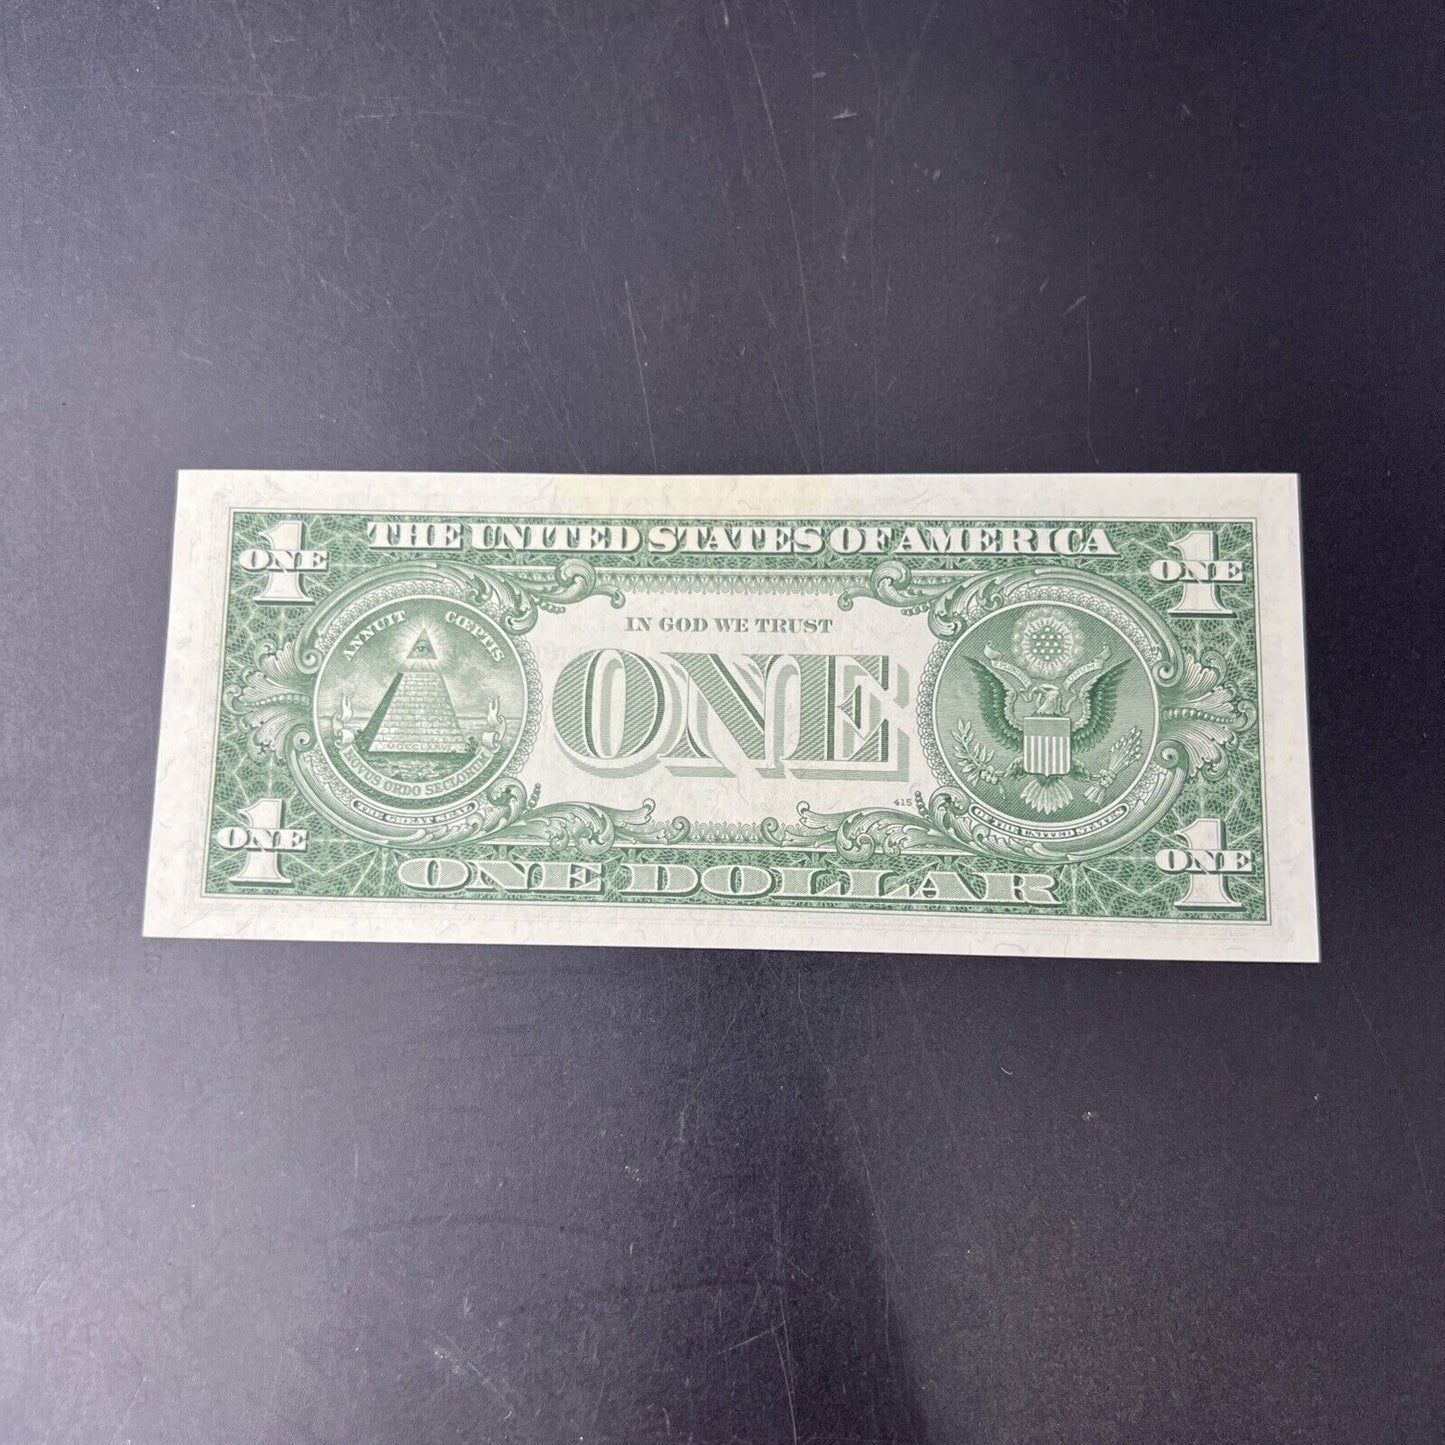 THE UNITED STATES OF AMERICA
ONE
1
ONE
1
ANNUIT CŒPTIS
NOVUS ORDO SECLORUM
THE GREAT SEAL
IN GOD WE TRUST
ONE
415
OF THE UNITED STATES
ONE
1
ONE
1
ONE DOLLAR